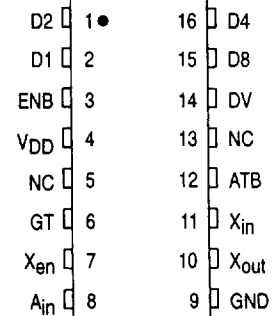 D2 1 16 D4
D1 2 15 D8
ENB 3 14 DV
VDD 4 13 NC
NC 5 12 ATB
GT 6 11 Xin
Xen 7 10 Xout
Ain 8 9 GND